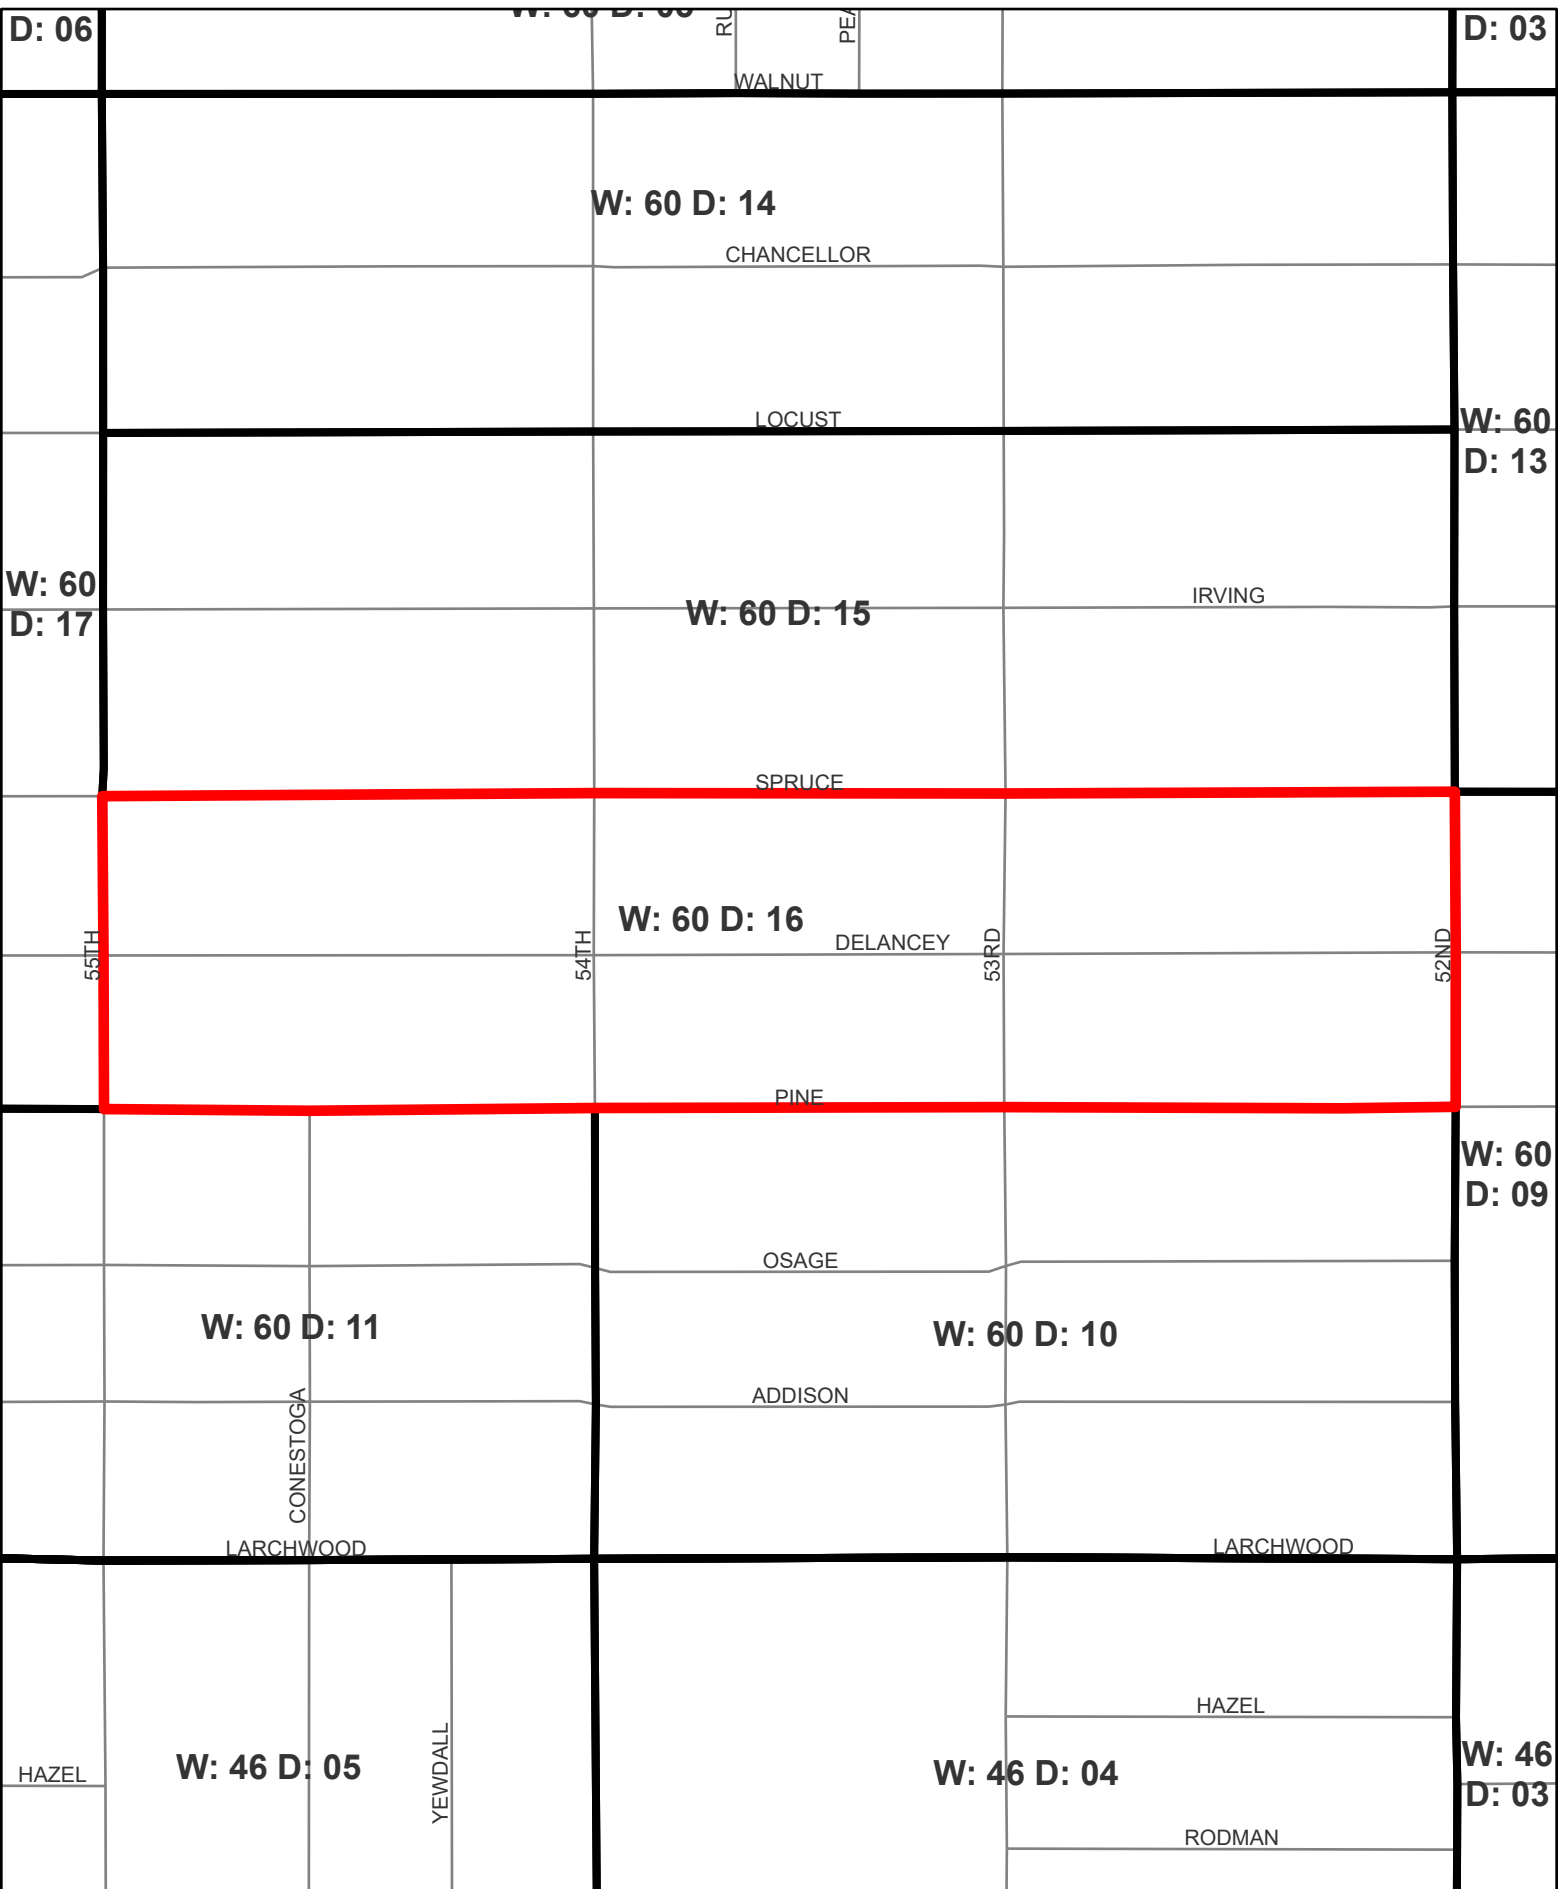 D: 06
RU
PEA
D: 03
WALNUT
W: 60 D: 14
CHANCELLOR
LOCUST
W: 60
D: 13
W: 60
D: 17
IRVING
W: 60 D: 15
SPRUCE
W: 60 D: 16
DELANCEY
55TH
54TH
53RD
52ND
PINE
W: 60
D: 09
OSAGE
W: 60 D: 11
W: 60 D: 10
ADDISON
CONESTOGA
LARCHWOOD
LARCHWOOD
HAZEL
W: 46 D: 05
YEWDALL
W: 46 D: 04
W: 46
D: 03
HAZEL
RODMAN